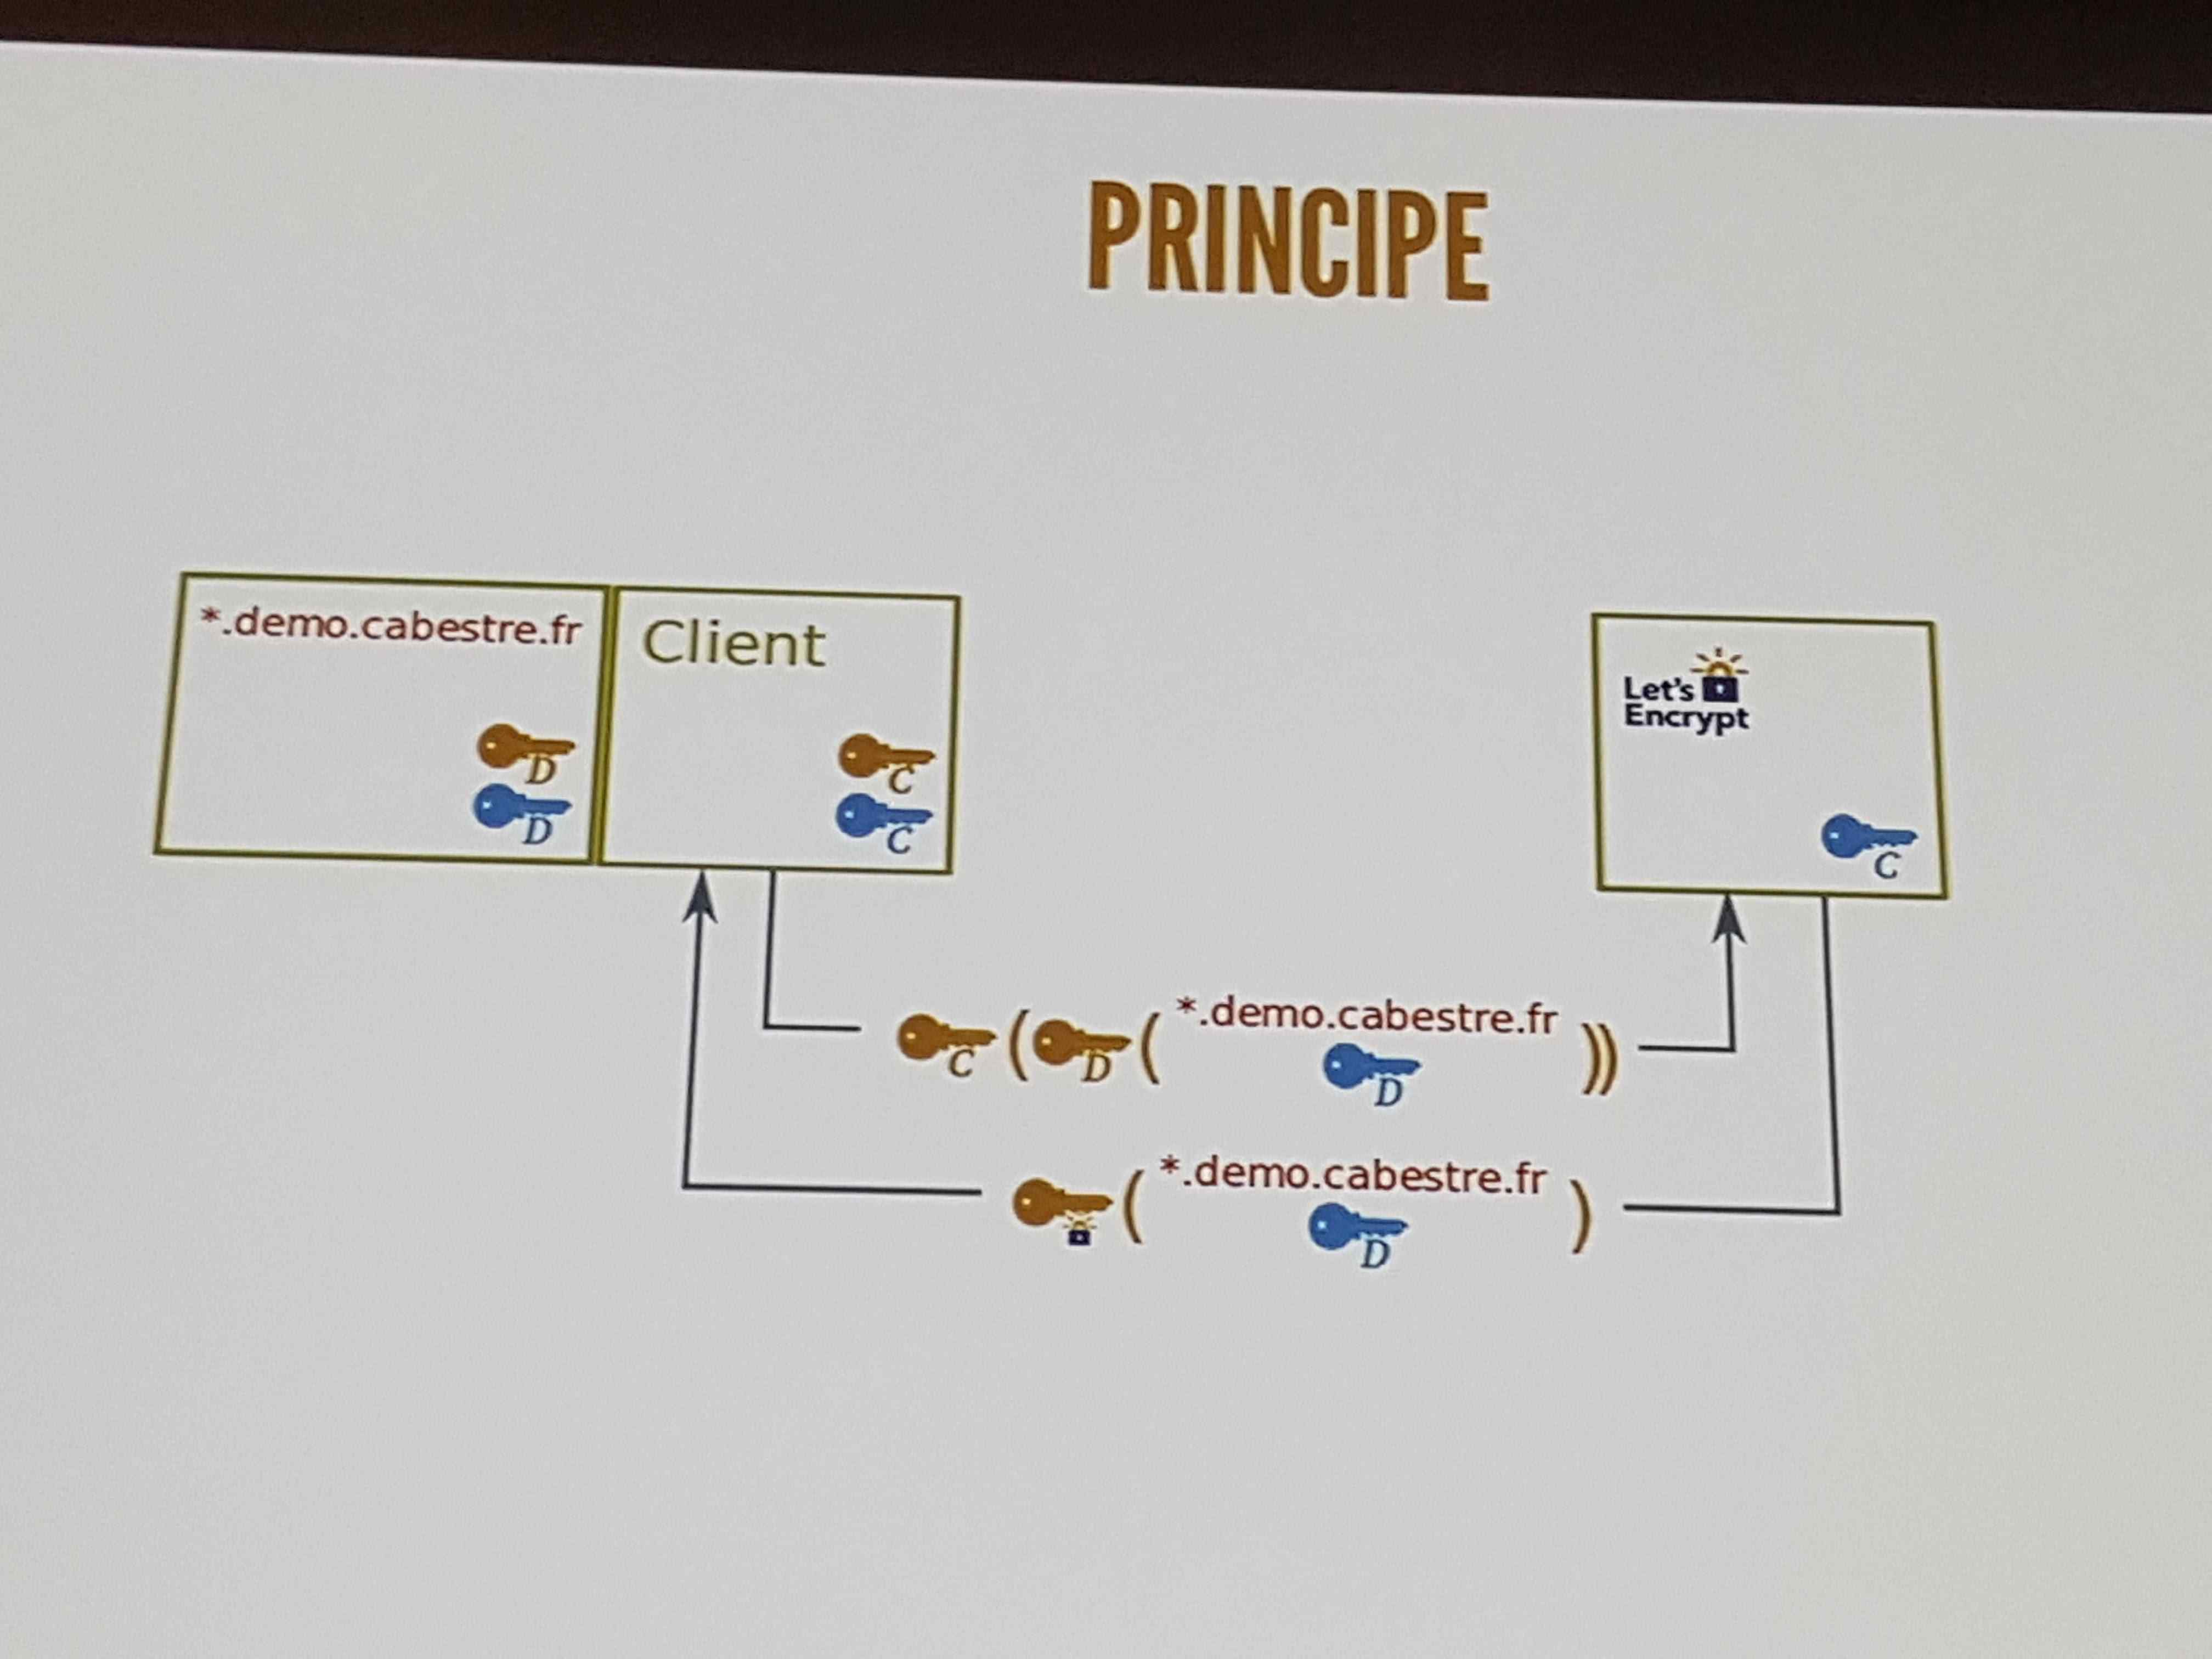 PRINCIPE
*.demo.cabestre.fr
Client
D
D
C
C
Let's
Encrypt
C
C ( D ( *.demo.cabestre.fr ))
D
( *.demo.cabestre.fr )
D